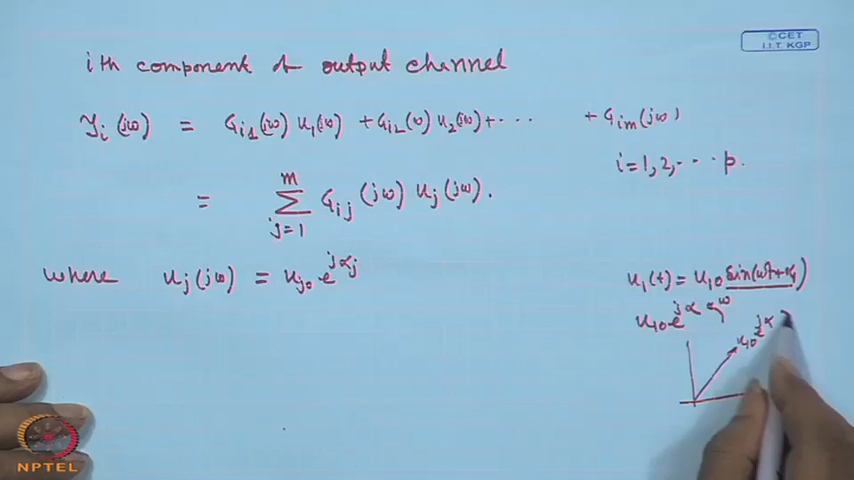 ©CET
I.I.T. KGP
ith component of output channel
Yi(jω) = Gi1(jω) u1(jω) + Gi2(ω) u2(jω) + ... + Gim(jω)
i = 1, 2, ... p.
= m Σ j=1 Gij(jω) uj(jω).
where uj(jω) = uj0 e^jαj
u1(t) = u10 Sin(ωt+α1)
u10 e^jα
ω
u10 e^jα
NPTEL